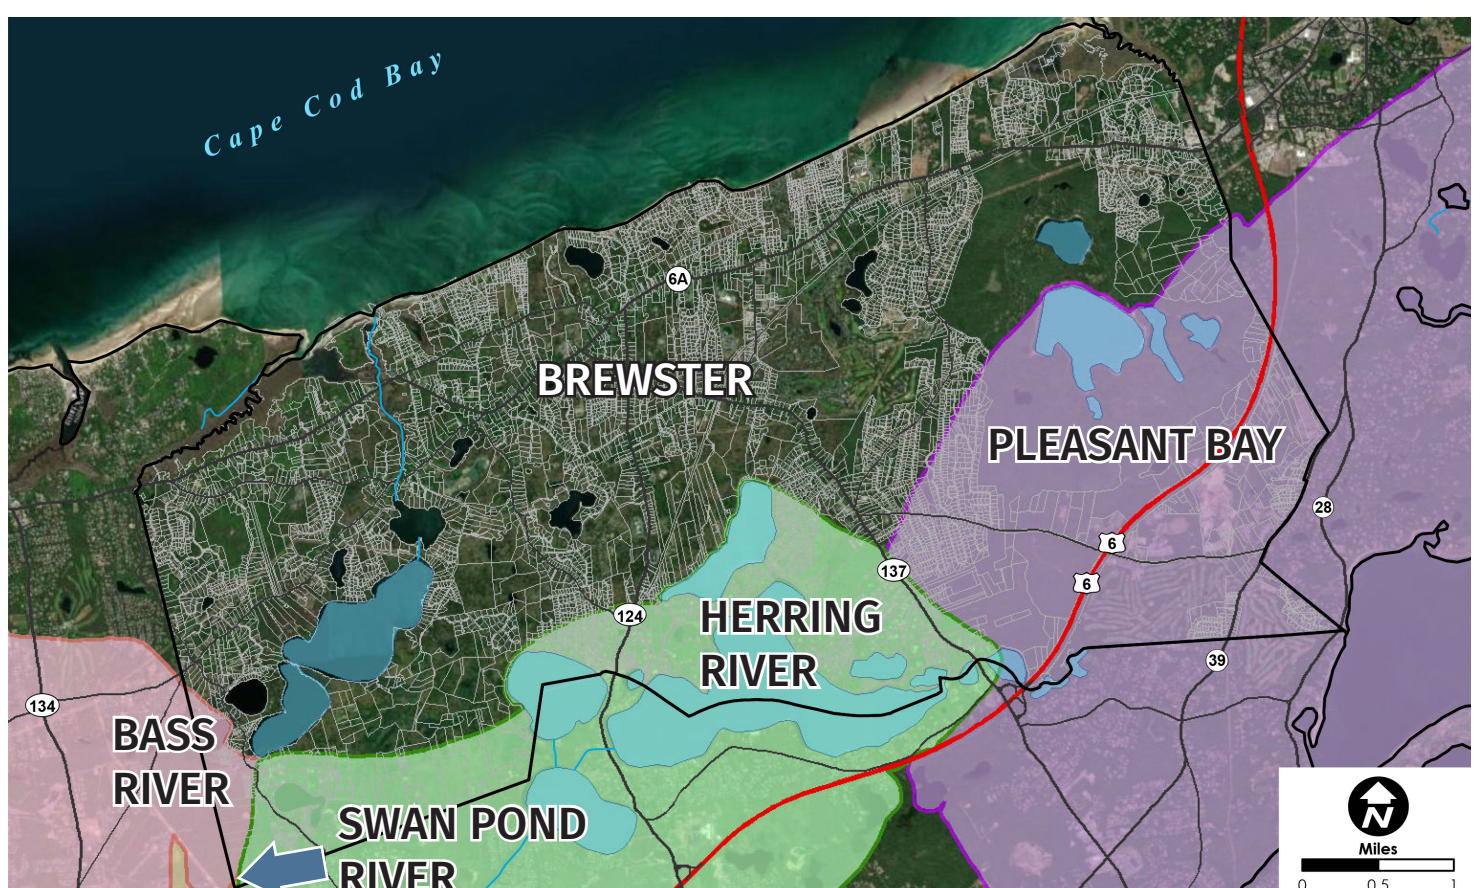 Cape Cod Bay
6A
BREWSTER
PLEASANT BAY
28
6
137
6
HERRING
RIVER
124
39
134
BASS
RIVER
SWAN POND
RIVER
N
Miles
0 0.5 1